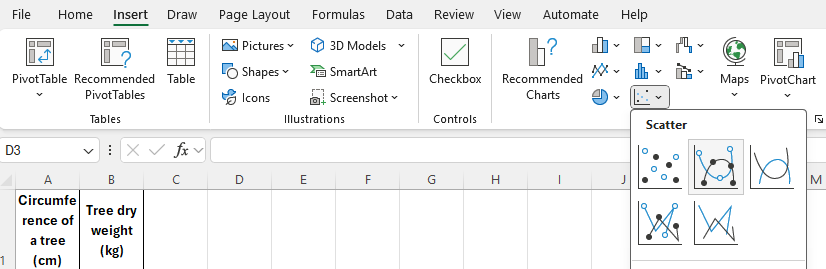 File Home Insert Draw Page Layout Formulas Data Review View Automate Help
Pictures 3D Models
Shapes SmartArt
Icons Screenshot
PivotTable Recommended
PivotTables
Table
Checkbox
Recommended
Charts
Maps PivotChart
Tables Illustrations Controls
Scatter
D3 fx
A B C D E F G H I J M
1
Circumfe
rence of
a tree
(cm)
Tree dry
weight
(kg)